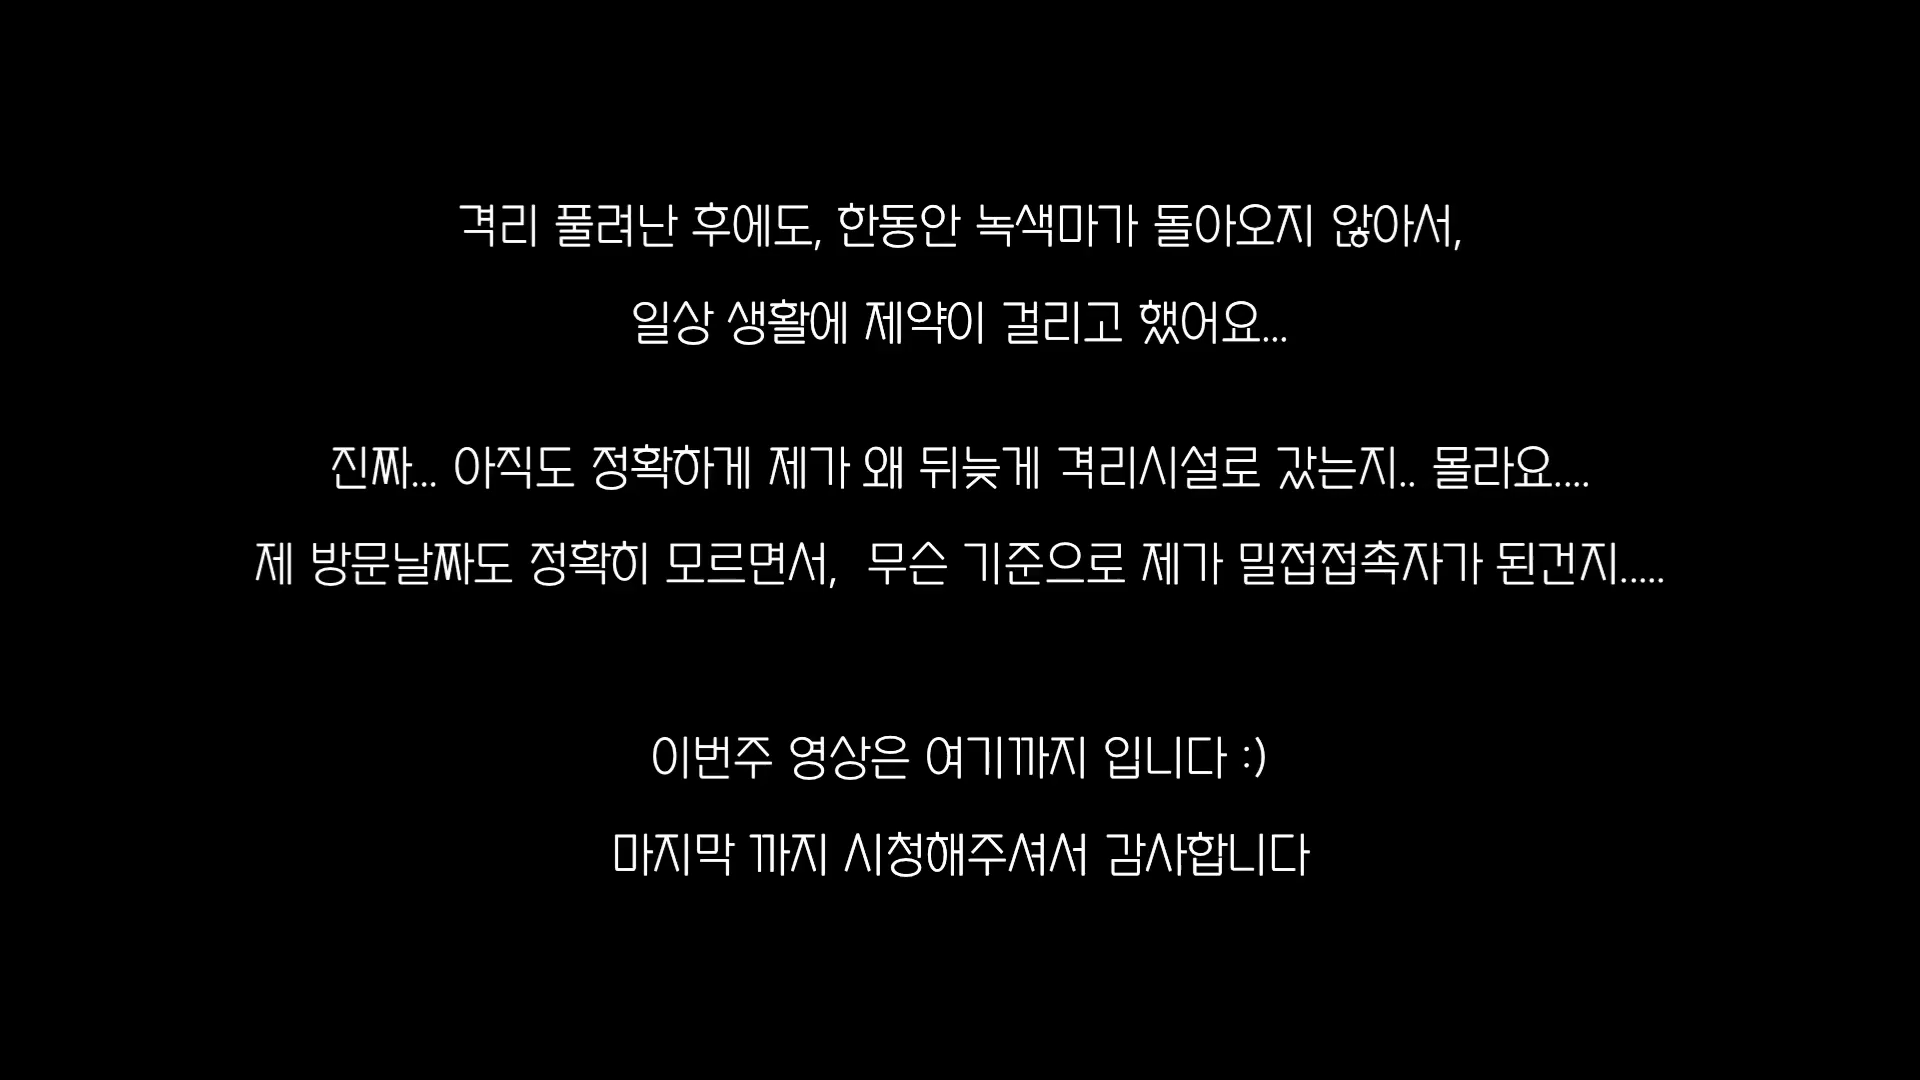 격리 풀려난 후에도, 한동안 녹색마가 돌아오지 않아서,
일상 생활에 제약이 걸리고 했어요...
진짜... 아직도 정확하게 제가 왜 뒤늦게 격리시설로 갔는지.. 몰라요....
제 방문날짜도 정확히 모르면서, 무슨 기준으로 제가 밀접접촉자가 된건지.....
이번주 영상은 여기까지 입니다 :)
마지막 까지 시청해주셔서 감사합니다